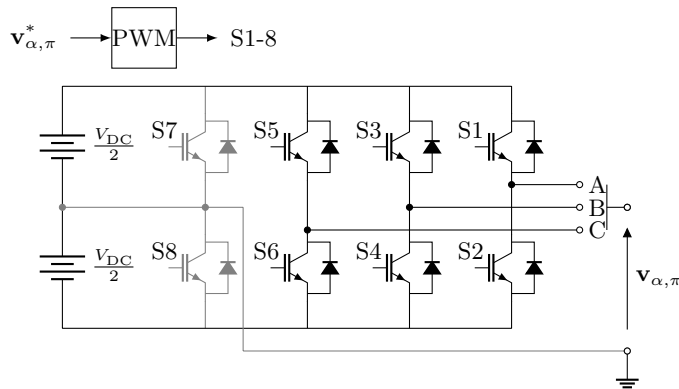 v*α,π PWM S1-8
S7 S5 S3 S1
VDC/2
A
B
C
S8 S6 S4 S2
VDC/2
vα,π